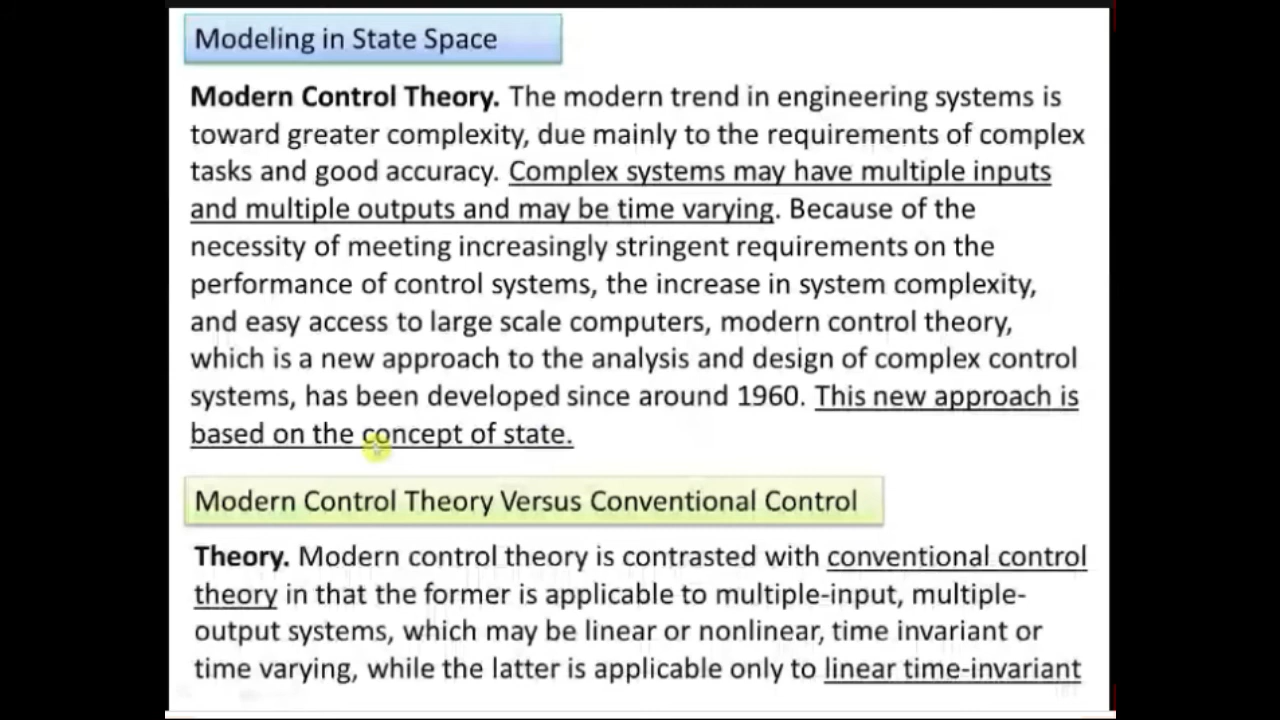 Modeling in State Space
Modern Control Theory. The modern trend in engineering systems is
toward greater complexity, due mainly to the requirements of complex
tasks and good accuracy. Complex systems may have multiple inputs
and multiple outputs and may be time varying. Because of the
necessity of meeting increasingly stringent requirements on the
performance of control systems, the increase in system complexity,
and easy access to large scale computers, modern control theory,
which is a new approach to the analysis and design of complex control
systems, has been developed since around 1960. This new approach is
based on the concept of state.
Modern Control Theory Versus Conventional Control
Theory. Modern control theory is contrasted with conventional control
theory in that the former is applicable to multiple-input, multiple-
output systems, which may be linear or nonlinear, time invariant or
time varying, while the latter is applicable only to linear time-invariant